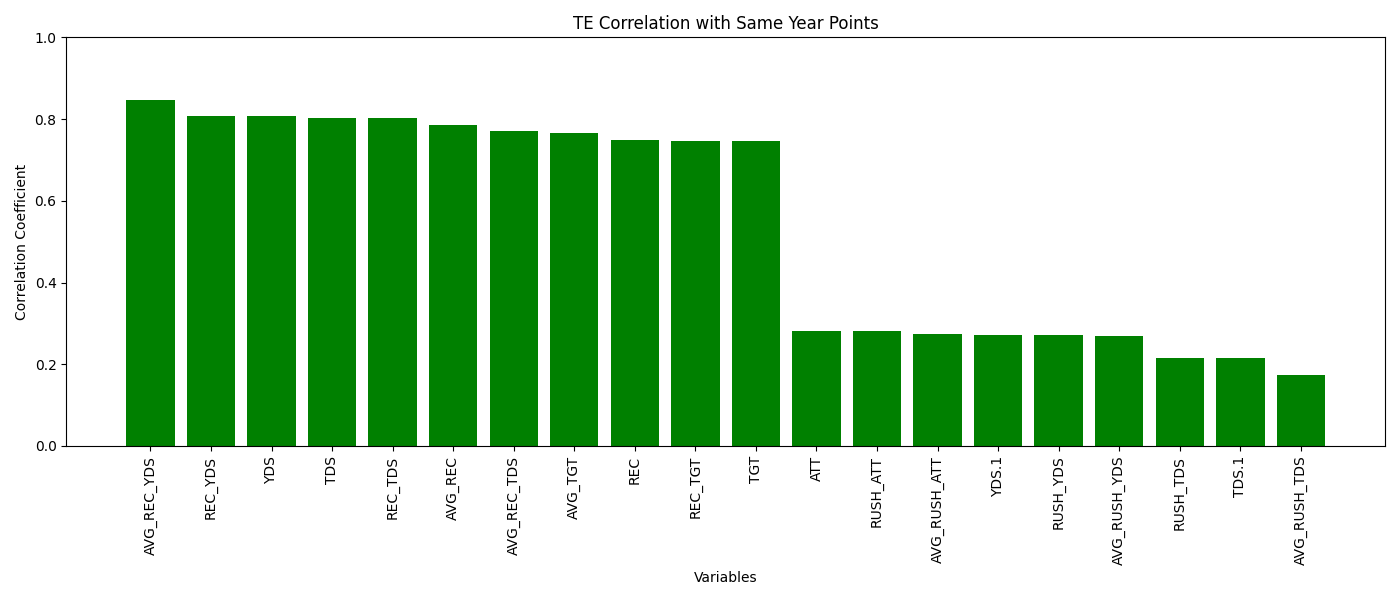 TE Correlation with Same Year Points
1.0
0.8
0.6
0.4
0.2
0.0
Correlation Coefficient
AVG_REC_YDS
REC_YDS
YDS
TDS
REC_TDS
AVG_REC
AVG_REC_TDS
AVG_TGT
REC
REC_TGT
TGT
ATT
RUSH_ATT
AVG_RUSH_ATT
YDS.1
RUSH_YDS
AVG_RUSH_YDS
RUSH_TDS
TDS.1
AVG_RUSH_TDS
Variables